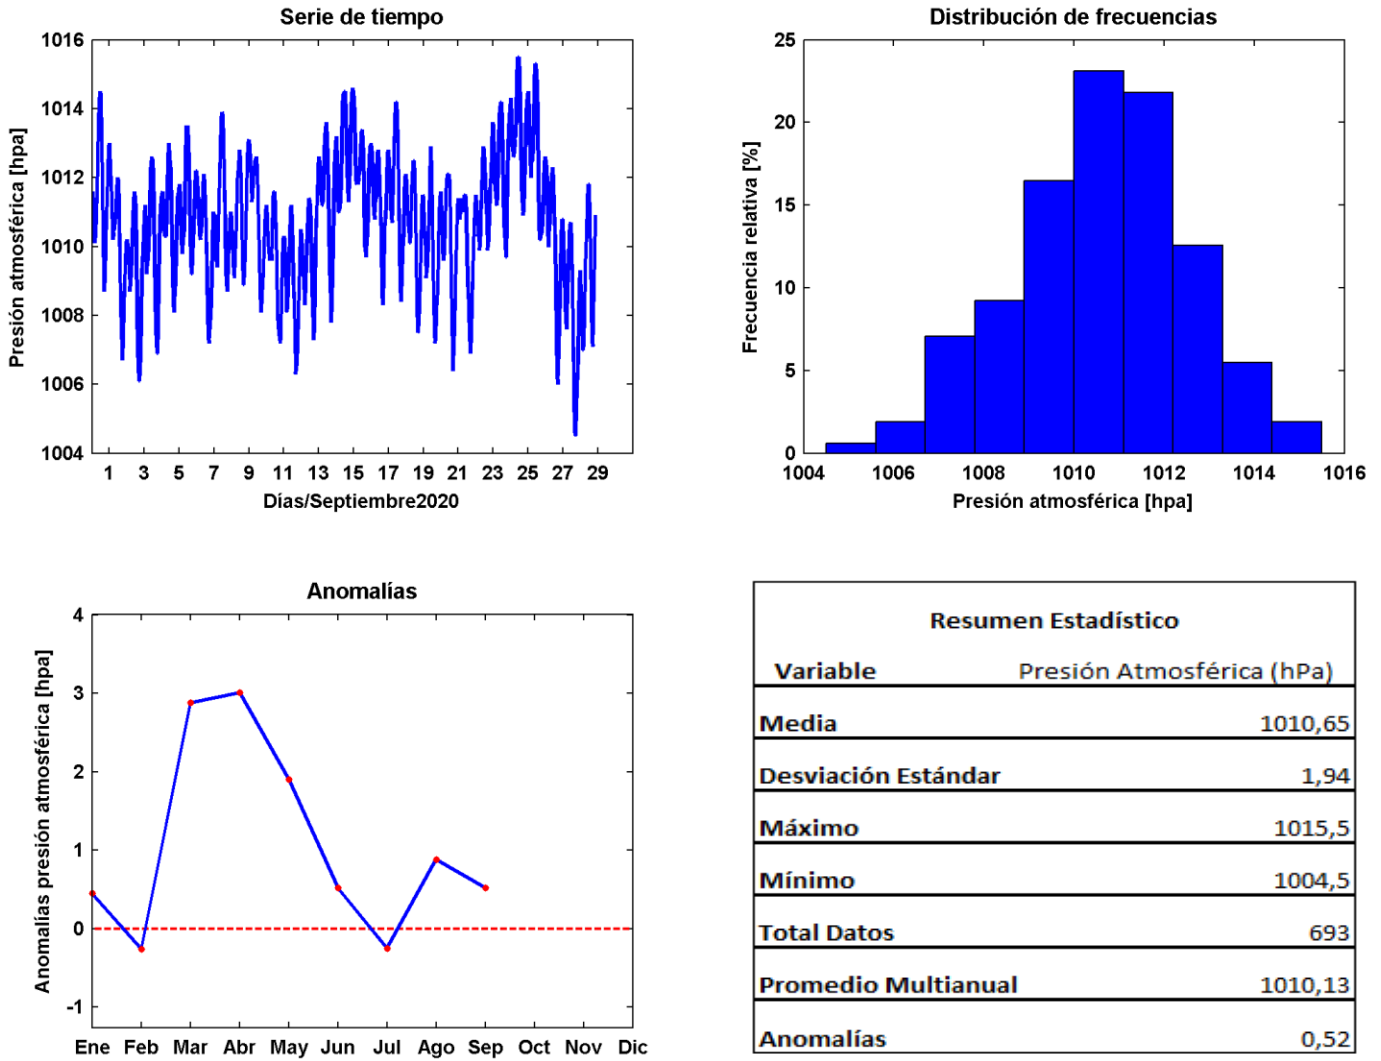 Serie de tiempo
Presión atmosférica [hpa]
1016
1014
1012
1010
1008
1006
1004
1 3 5 7 9 11 13 15 17 19 21 23 25 27 29
Días/Septiembre2020
Distribución de frecuencias
Frecuencia relativa [%]
25
20
15
10
5
0
1004 1006 1008 1010 1012 1014 1016
Presión atmosférica [hpa]
Anomalías
Anomalías presión atmosférica [hpa]
4
3
2
1
0
-1
Ene Feb Mar Abr May Jun Jul Ago Sep Oct Nov Dic
Resumen Estadístico
Variable Presión Atmosférica (hPa)
Media 1010,65
Desviación Estándar 1,94
Máximo 1015,5
Mínimo 1004,5
Total Datos 693
Promedio Multianual 1010,13
Anomalías 0,52